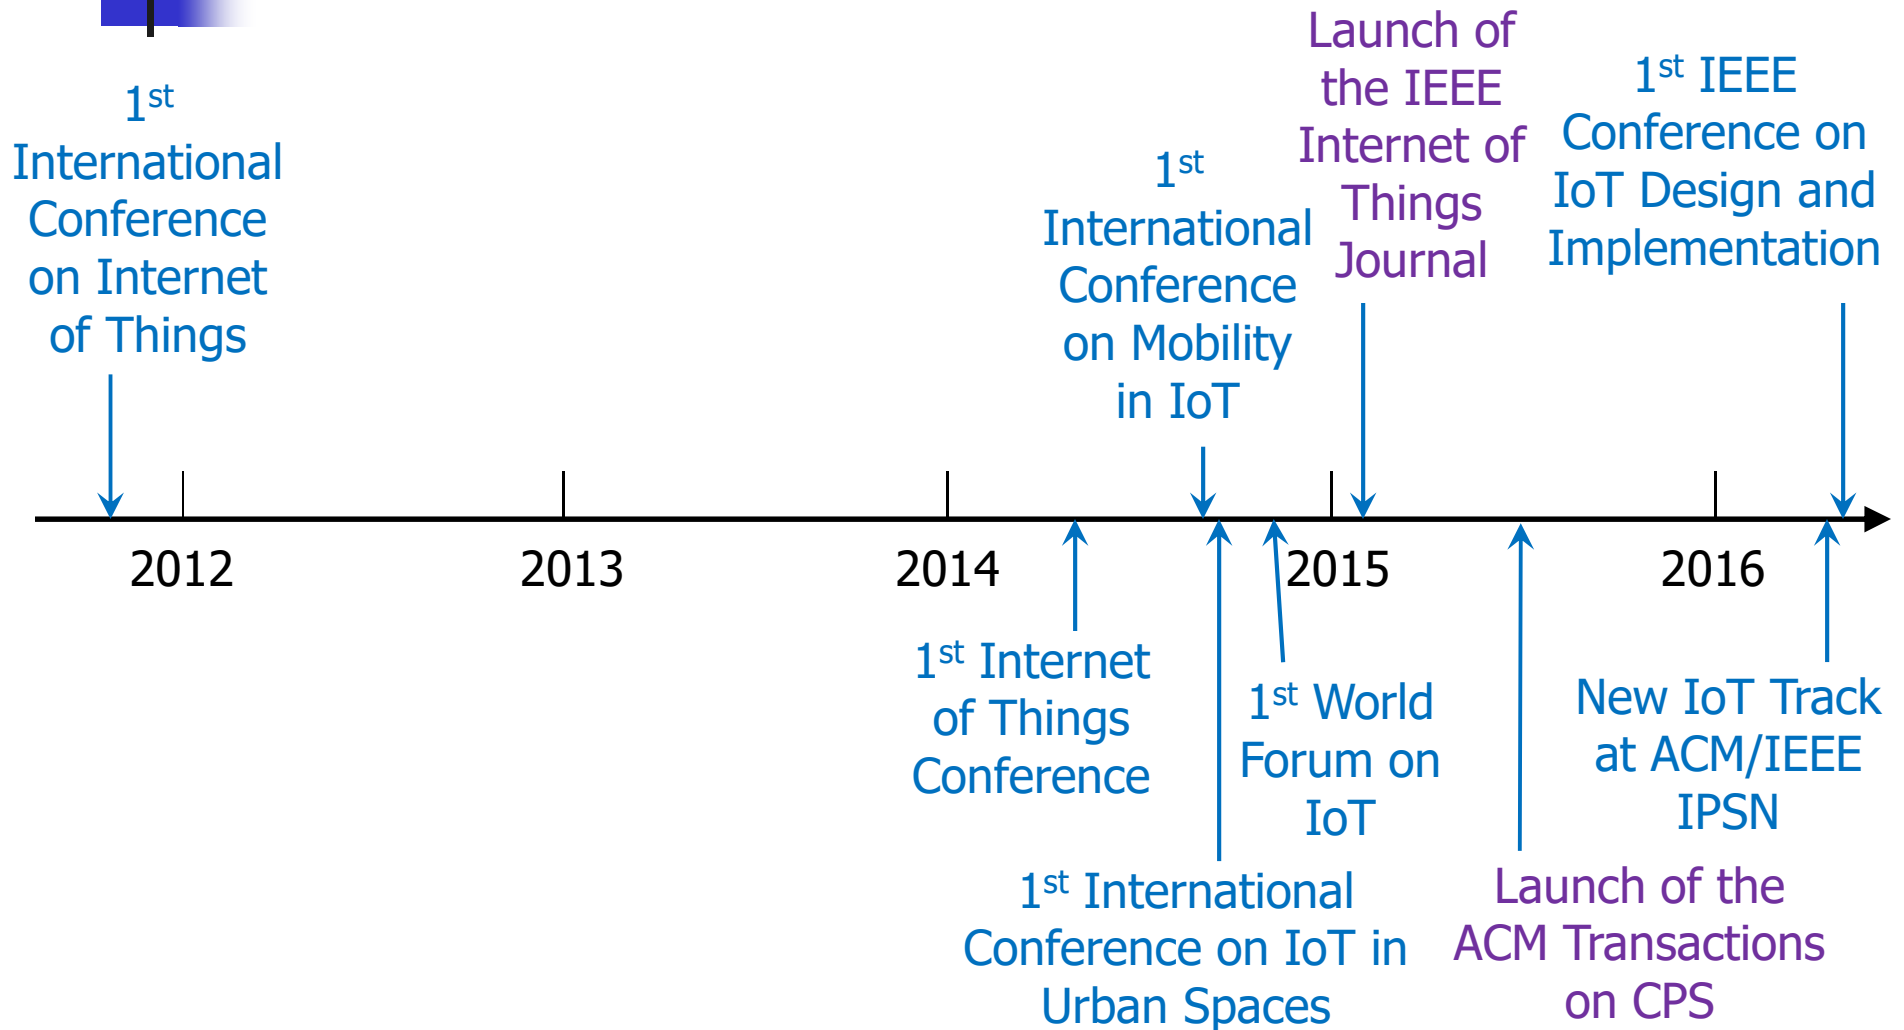 1st
International
Conference
on Internet
of Things
1st
International
Conference
on Mobility
in IoT
Launch of
the IEEE
Internet of
Things
Journal
1st IEEE
Conference on
IoT Design and
Implementation
2012
2013
2014
2015
2016
1st Internet
of Things
Conference
1st International
Conference on IoT in
Urban Spaces
1st World
Forum on
IoT
Launch of the
ACM Transactions
on CPS
New IoT Track
at ACM/IEEE
IPSN